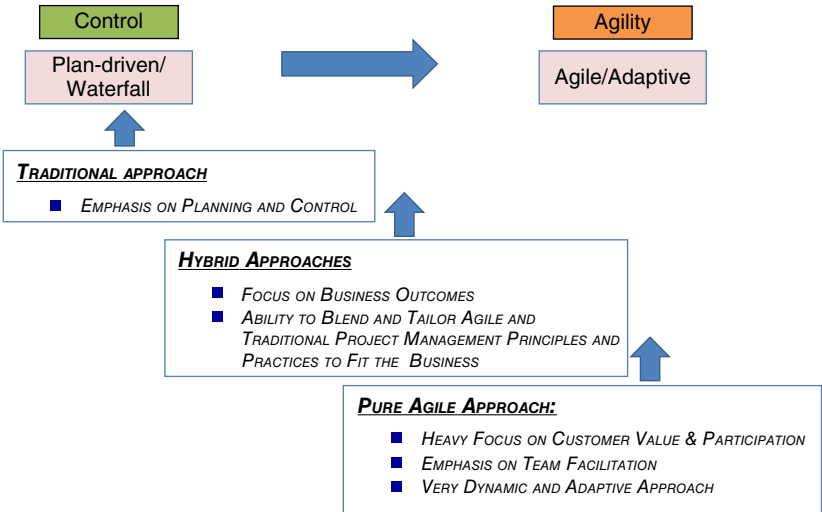 Control
Agility
Plan-driven/
Waterfall
Agile/Adaptive
TRADITIONAL APPROACH
EMPHASIS ON PLANNING AND CONTROL
HYBRID APPROACHES
FOCUS ON BUSINESS OUTCOMES
ABILITY TO BLEND AND TAILOR AGILE AND
TRADITIONAL PROJECT MANAGEMENT PRINCIPLES AND
PRACTICES TO FIT THE BUSINESS
PURE AGILE APPROACH:
HEAVY FOCUS ON CUSTOMER VALUE & PARTICIPATION
EMPHASIS ON TEAM FACILITATION
VERY DYNAMIC AND ADAPTIVE APPROACH